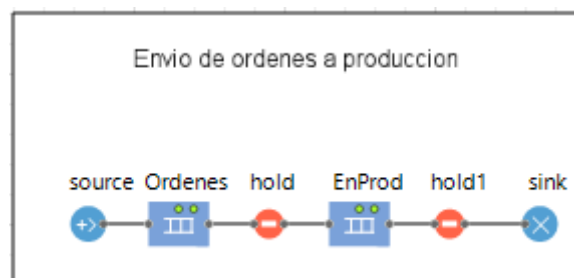 Envio de ordenes a produccion
source Ordenes hold EnProd hold1 sink